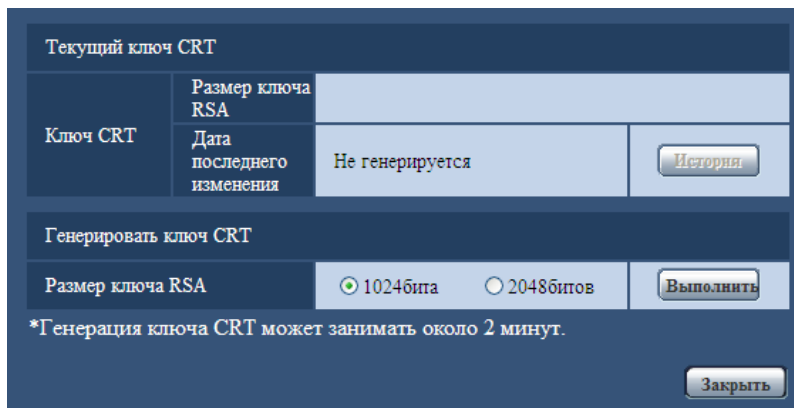 Текущий ключ CRT
Ключ CRT
Размер ключа
RSA
Дата
последнего
изменения
Не генерируется
История
Генерировать ключ CRT
Размер ключа RSA
1024бита
2048битов
Выполнить
*Генерация ключа CRT может занимать около 2 минут.
Закрыть